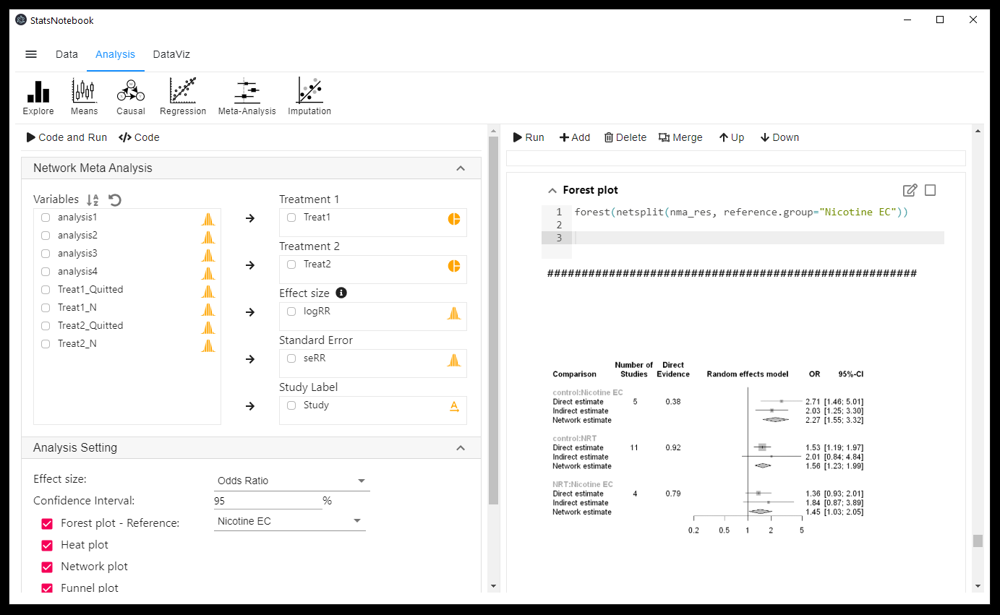 StatsNotebook
Data Analysis DataViz
Explore Means Causal Regression Meta-Analysis Imputation
Code and Run </> Code
Network Meta Analysis
Variables
analysis1
analysis2
analysis3
analysis4
Treat1_Quitted
Treat1_N
Treat2_Quitted
Treat2_N
Treatment 1
Treat1
Treatment 2
Treat2
Effect size
logRR
Standard Error
seRR
Study Label
Study
Analysis Setting
Effect size: Odds Ratio
Confidence Interval: 95 %
Forest plot - Reference: Nicotine EC
Heat plot
Network plot
Funnel plot
Run Add Delete Merge Up Down
Forest plot
1 forest(netsplit(nma_res, reference.group="Nicotine EC"))
2
3
######################################################
Number of Direct
Comparison Studies Evidence Random effects model OR 95%-CI
control:Nicotine EC
Direct estimate 5 0.38 2.71 [1.46; 5.01]
Indirect estimate 2.03 [1.25; 3.30]
Network estimate 2.27 [1.55; 3.32]
control:NRT
Direct estimate 11 0.92 1.53 [1.19; 1.97]
Indirect estimate 2.01 [0.84; 4.84]
Network estimate 1.56 [1.23; 1.99]
NRT:Nicotine EC
Direct estimate 4 0.79 1.36 [0.93; 2.01]
Indirect estimate 1.84 [0.87; 3.89]
Network estimate 1.45 [1.03; 2.05]
0.2 0.5 1 2 5